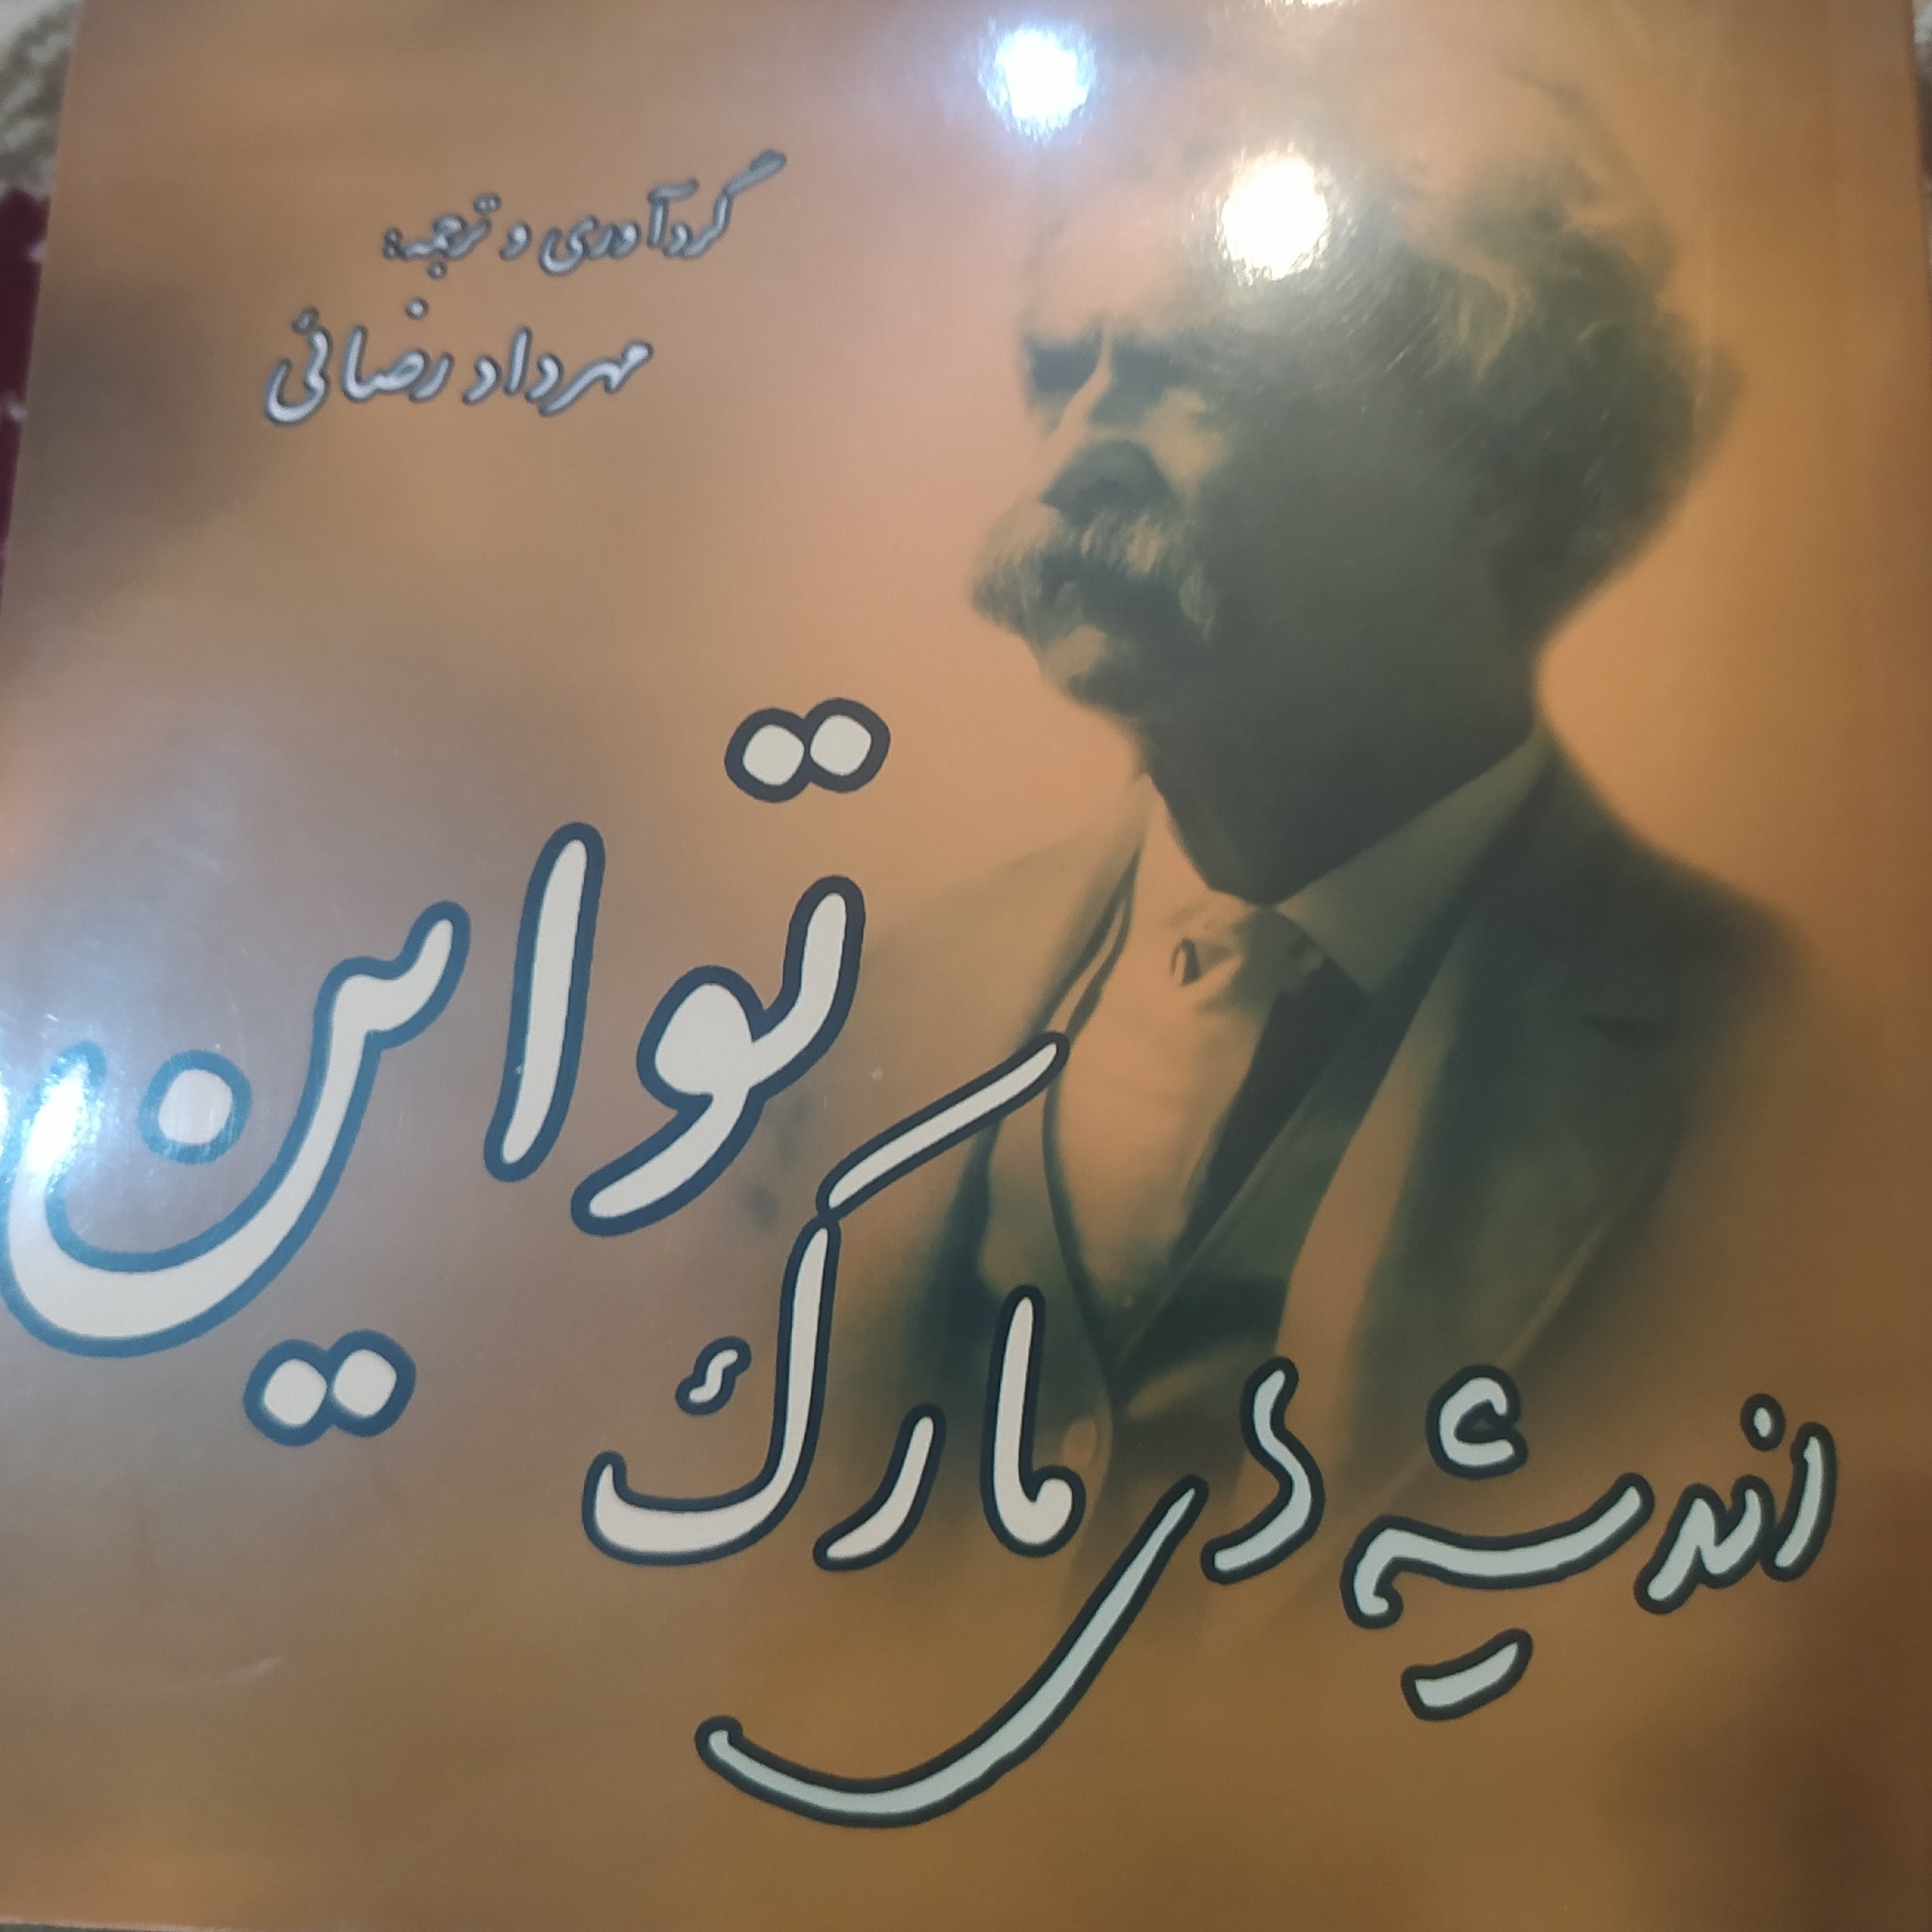 گردآوری و ترجمه:
مهرداد رضائی
اندیشه در مارک
تواین